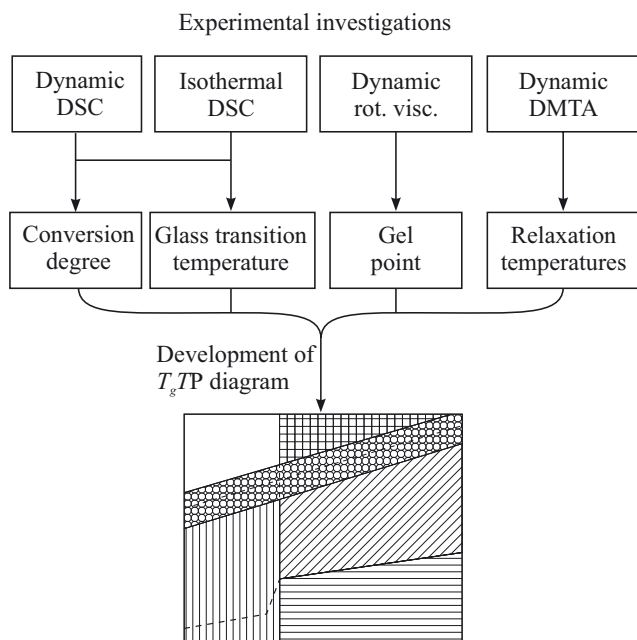 Experimental investigations
Dynamic
DSC
Isothermal
DSC
Dynamic
rot. visc.
Dynamic
DMTA
Conversion
degree
Glass transition
temperature
Gel
point
Relaxation
temperatures
Development of
TgTP diagram